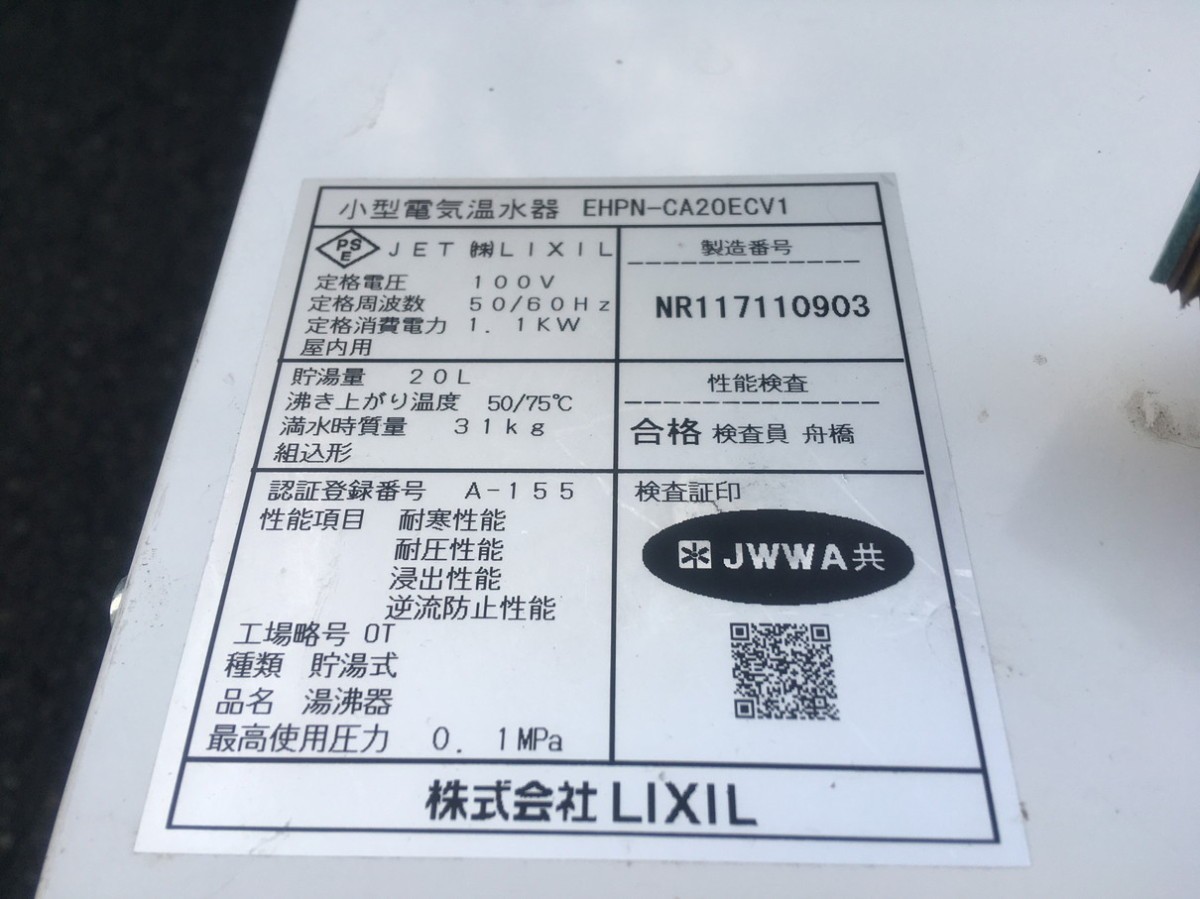 小型電気温水器 EHPN-CA20ECV1
PSE JET ㈱LIXIL
定格電圧 100V
定格周波数 50/60Hz
定格消費電力 1.1KW
屋内用
製造番号
NR117110903
貯湯量 20L
沸き上がり温度 50/75℃
満水時質量 31kg
組込形
性能検査
合格 検査員 舟橋
認証登録番号 A-155
性能項目 耐寒性能
耐圧性能
浸出性能
逆流防止性能
工場略号 OT
種類 貯湯式
品名 湯沸器
最高使用圧力 0.1MPa
検査証印
JWWA共
株式会社LIXIL